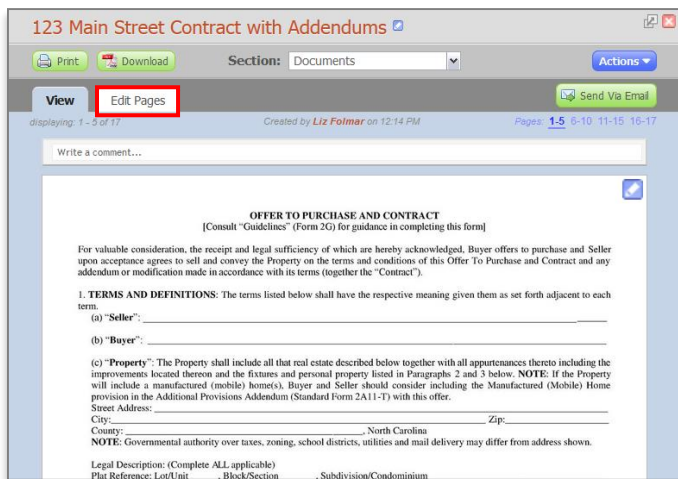 123 Main Street Contract with Addendums
Print Download Section: Documents Actions
View Edit Pages Send Via Email
displaying: 1 - 5 of 17 Created by Liz Folmar on 12:14 PM Pages: 1-5 6-10 11-15 16-17
Write a comment...
OFFER TO PURCHASE AND CONTRACT
[Consult "Guidelines" (Form 2G) for guidance in completing this form]
For valuable consideration, the receipt and legal sufficiency of which are hereby acknowledged, Buyer offers to purchase and Seller
upon acceptance agrees to sell and convey the Property on the terms and conditions of this Offer To Purchase and Contract and any
addendum or modification made in accordance with its terms (together the "Contract").
1. TERMS AND DEFINITIONS: The terms listed below shall have the respective meaning given them as set forth adjacent to each
term.
(a) "Seller":
(b) "Buyer":
(c) "Property": The Property shall include all that real estate described below together with all appurtenances thereto including the
improvements located thereon and the fixtures and personal property listed in Paragraphs 2 and 3 below. NOTE: If the Property
will include a manufactured (mobile) home(s), Buyer and Seller should consider including the Manufactured (Mobile) Home
provision in the Additional Provisions Addendum (Standard Form 2A11-T) with this offer.
Street Address:
City: Zip:
County: , North Carolina
NOTE: Governmental authority over taxes, zoning, school districts, utilities and mail delivery may differ from address shown.
Legal Description: (Complete ALL applicable)
Plat Reference: Lot/Unit , Block/Section , Subdivision/Condominium